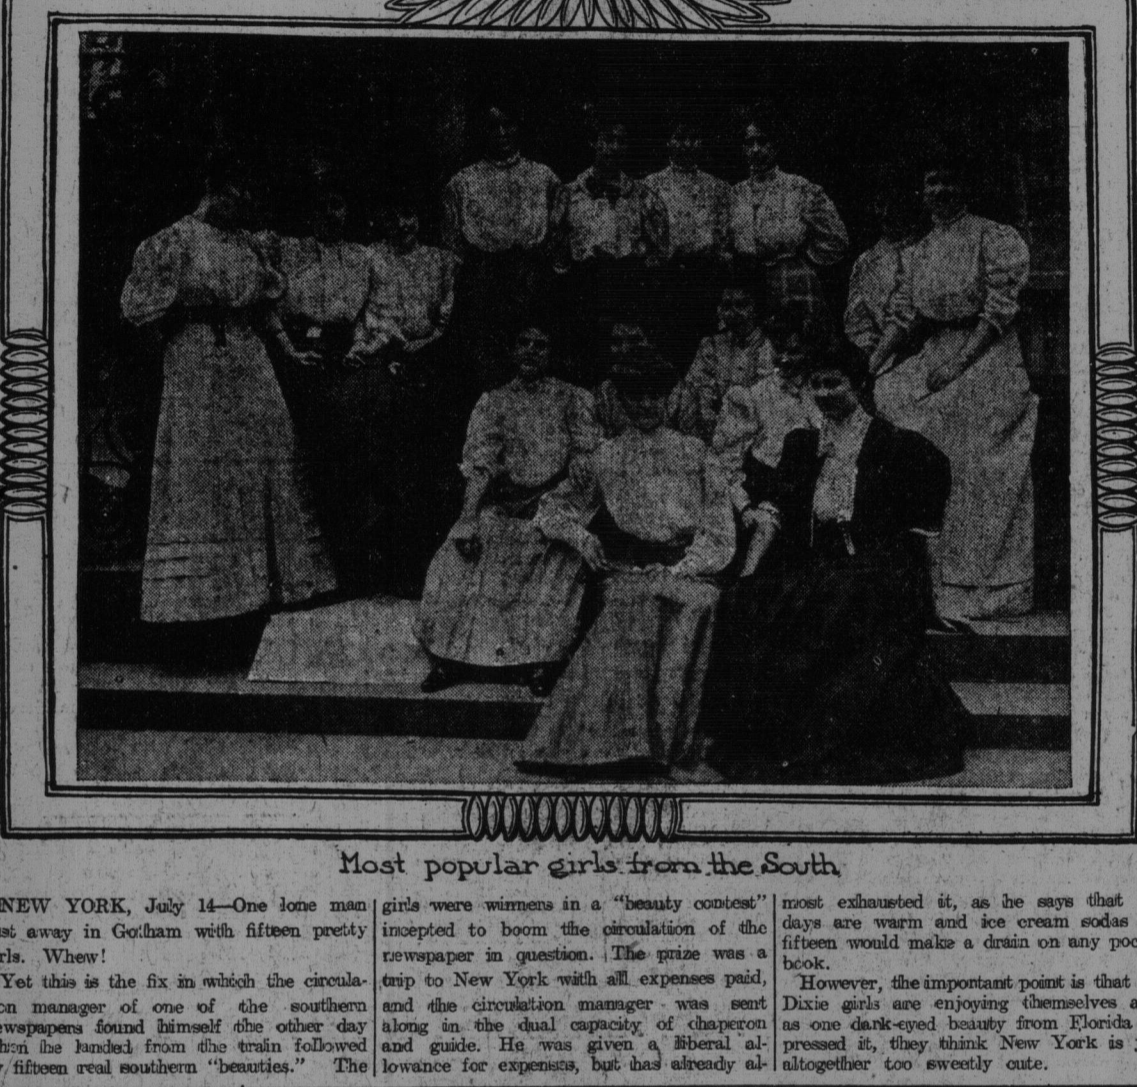 Most popular girls from the South
NEW YORK, July 14—One lone man
st away in Gotham with fifteen pretty
rls. Whew!
Yet this is the fix in which the circula-
on manager of one of the southern
ewspapers found himself the other day
hen he landed from the train followed
y fifteen real southern "beauties." The
girls were winners in a "beauty contest"
incepted to boom the circulation of the
newspaper in question. The prize was a
trip to New York with all expenses paid,
and the circulation manager was sent
along in the dual capacity of chaperon
and guide. He was given a liberal al-
lowance for expenses, but has already al-
most exhausted it, as he says that
days are warm and ice cream sodas
fifteen would make a drain on any poc
book.
However, the important point is that
Dixie girls are enjoying themselves a
as one dark-eyed beauty from Florida
pressed it, they think New York is
altogether too sweetly cute.